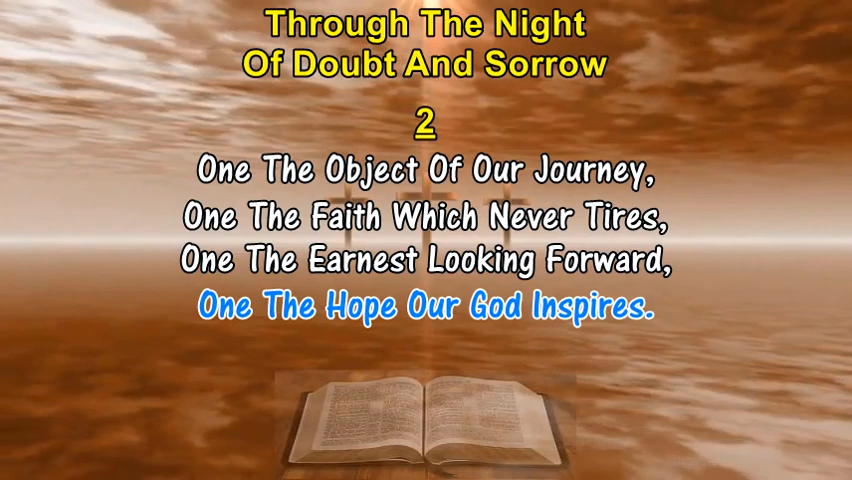 Through The Night
Of Doubt And Sorrow
2
One The Object Of Our Journey,
One The Faith Which Never Tires,
One The Earnest Looking Forward,
One The Hope Our God Inspires.